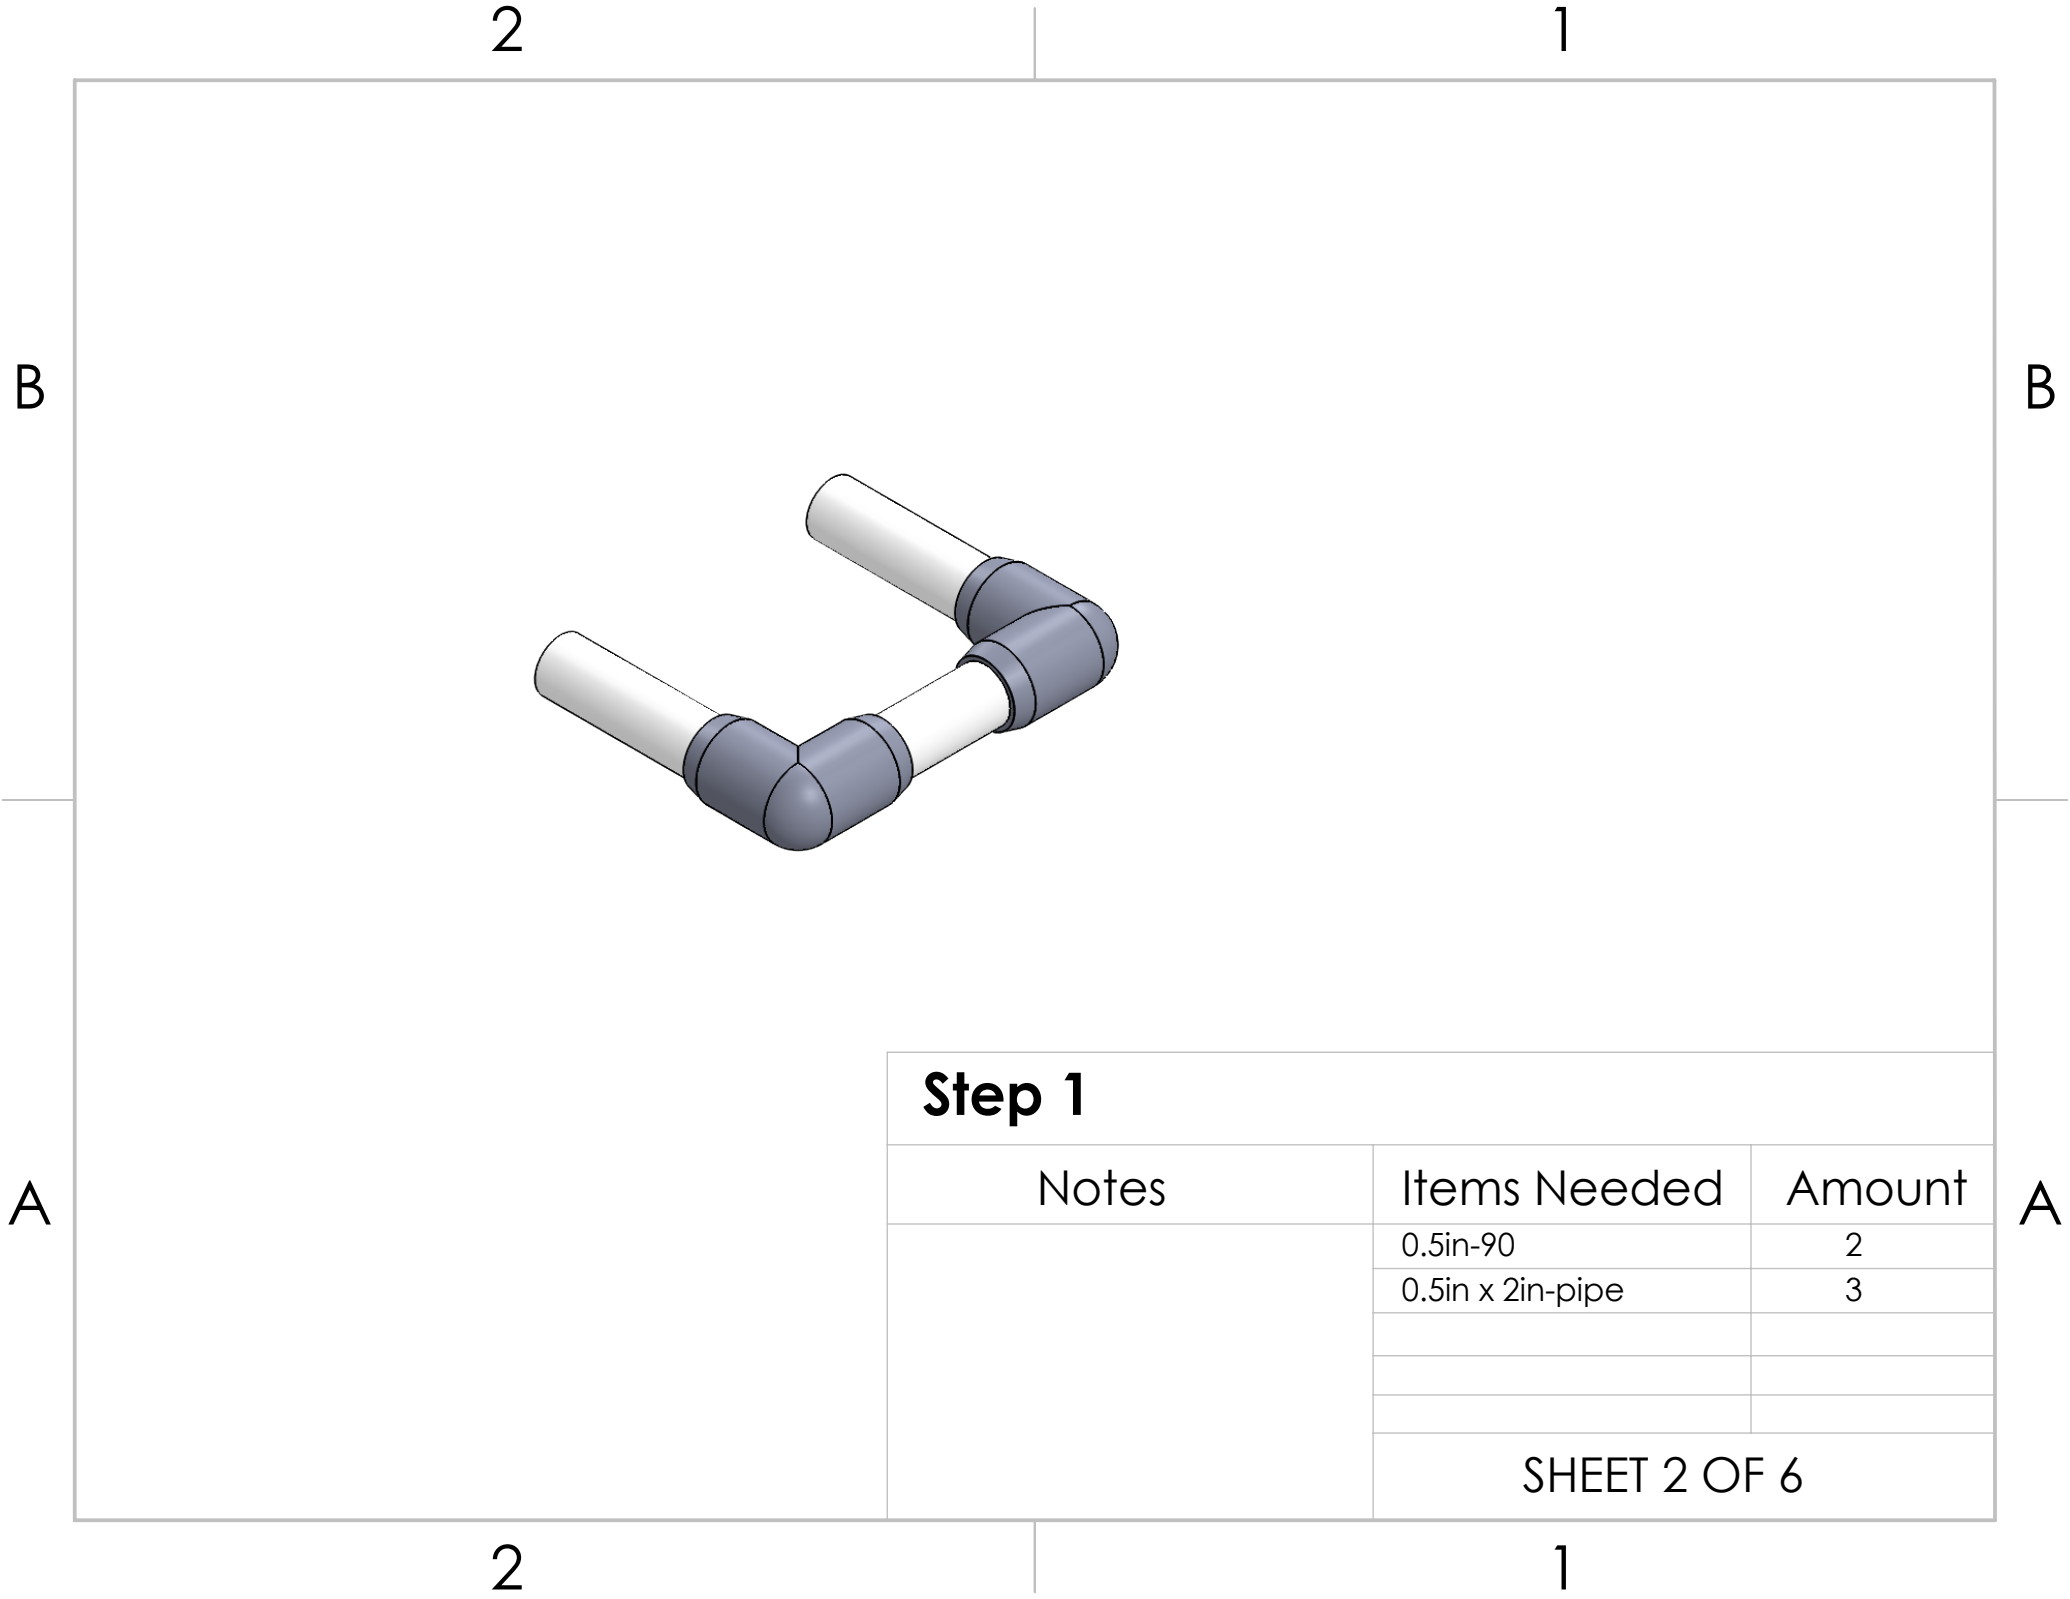 2 1
B B
A A
Step 1
Notes Items Needed Amount
0.5in-90 2
0.5in x 2in-pipe 3
SHEET 2 OF 6
2 1